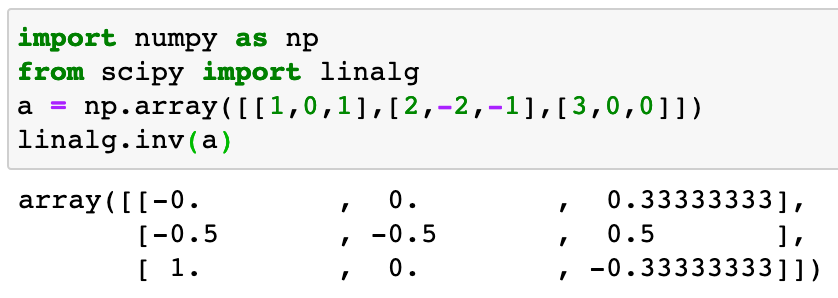 import numpy as np
from scipy import linalg
a = np.array([[1,0,1],[2,-2,-1],[3,0,0]])
linalg.inv(a)
array([[-0.        ,  0.        ,  0.33333333],
       [-0.5       , -0.5       ,  0.5       ],
       [ 1.        ,  0.        , -0.33333333]])